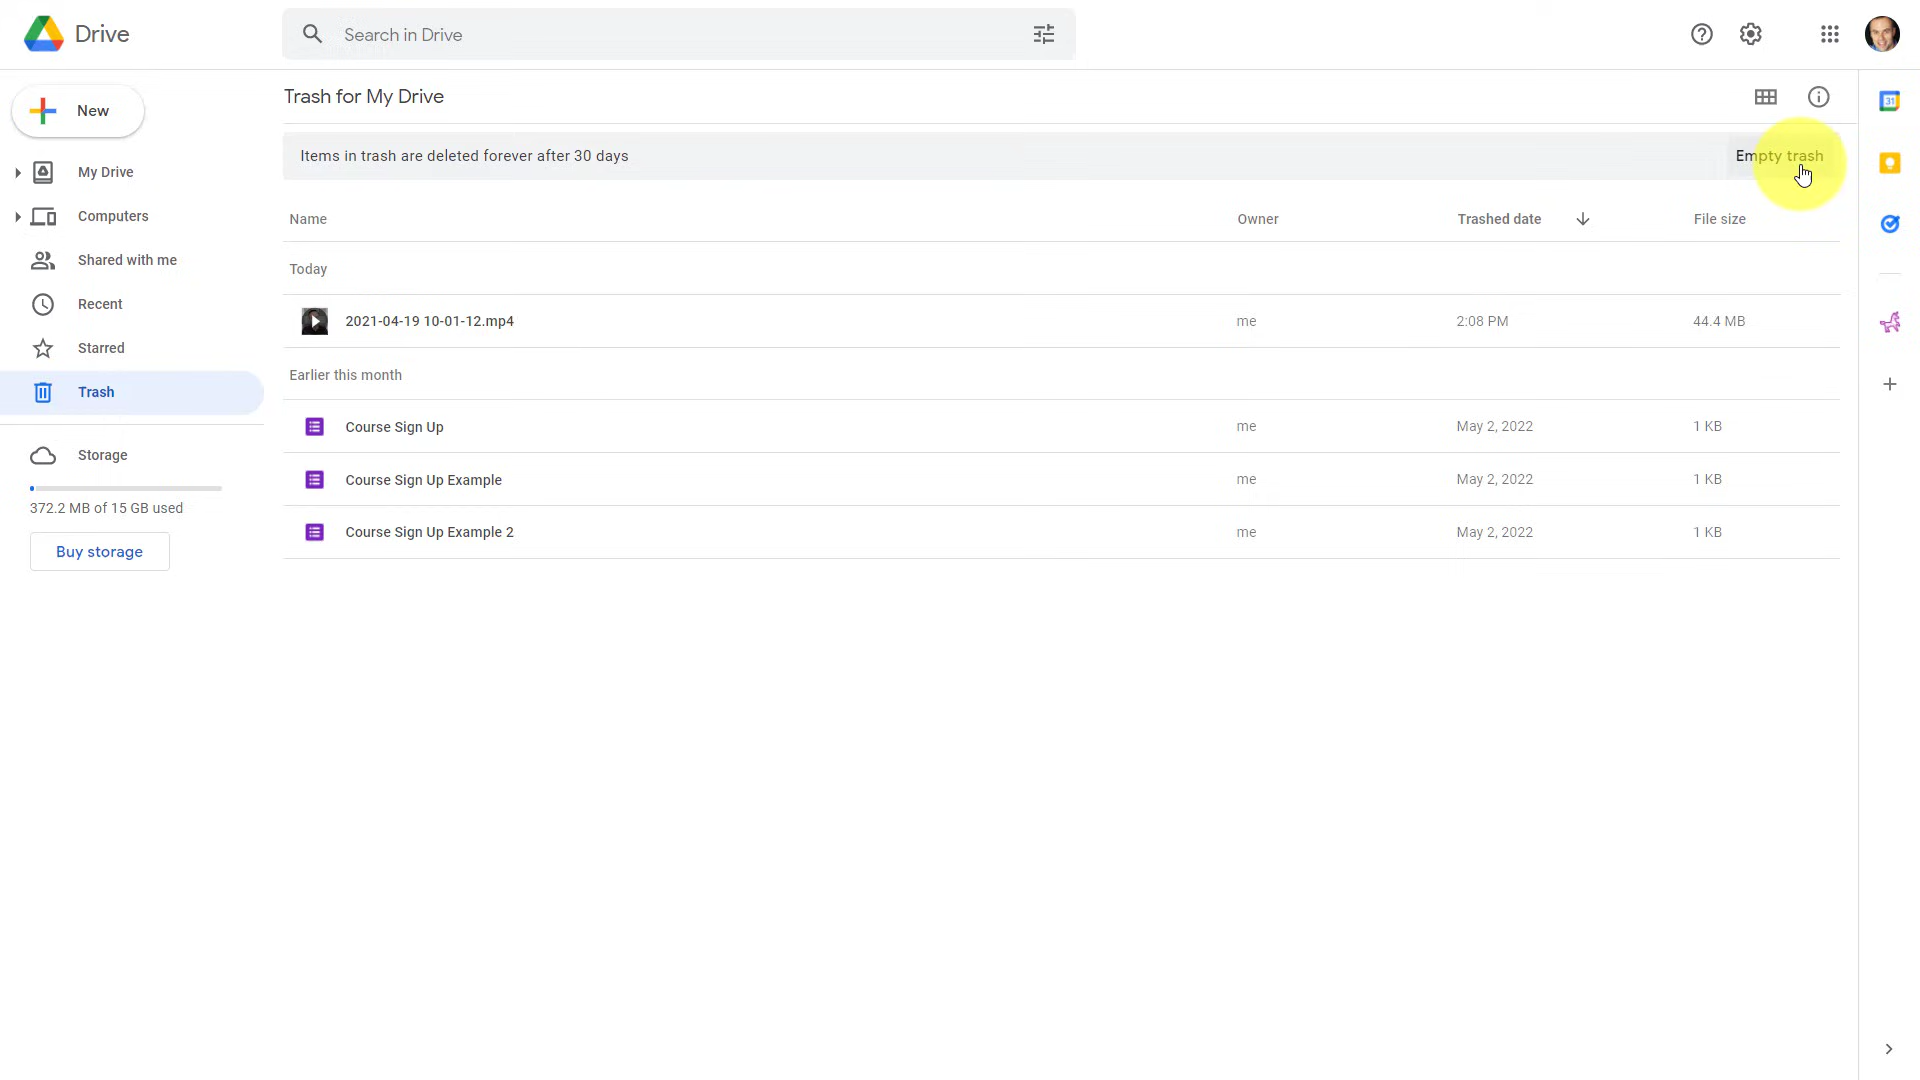 Drive
Search in Drive
New
My Drive
Computers
Shared with me
Recent
Starred
Trash
Storage
372.2 MB of 15 GB used
Buy storage
Trash for My Drive
Items in trash are deleted forever after 30 days
Empty trash
Name Owner Trashed date File size
Today
2021-04-19 10-01-12.mp4 me 2:08 PM 44.4 MB
Earlier this month
Course Sign Up me May 2, 2022 1 KB
Course Sign Up Example me May 2, 2022 1 KB
Course Sign Up Example 2 me May 2, 2022 1 KB
31